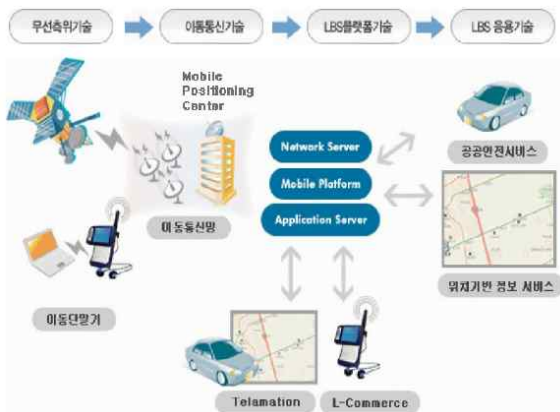 무선측위기술
이동통신기술
LBS플랫폼기술
LBS 응용기술
Mobile
Positioning
Center
Network Server
Mobile Platform
Application Server
공공안전서비스
이동통신망
위치기반 정보 서비스
이동단말기
Telamation
L-Commerce